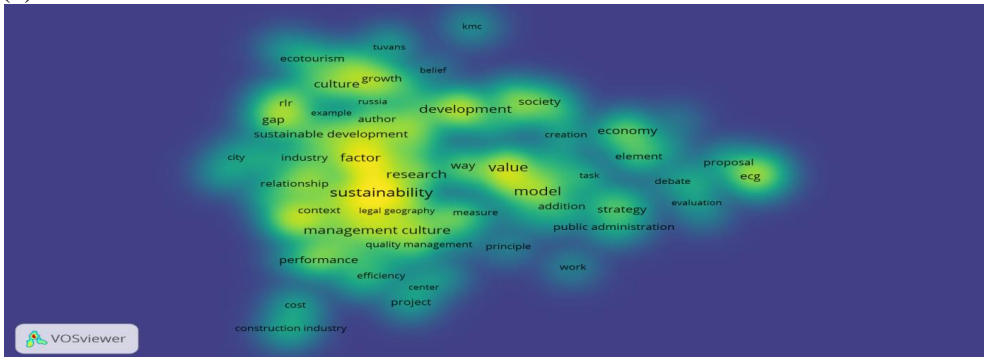 kmc
tuvans
ecotourism
belief
culture growth
rlr
russia
development
society
gap
example
author
sustainable development
creation
economy
city
industry
factor
element
research
way
value
proposal
relationship
task
debate
ecg
sustainability
model
context
legal geography
measure
addition
strategy
evaluation
management culture
public administration
quality management
principle
performance
work
efficiency
center
cost
project
construction industry
VOSviewer